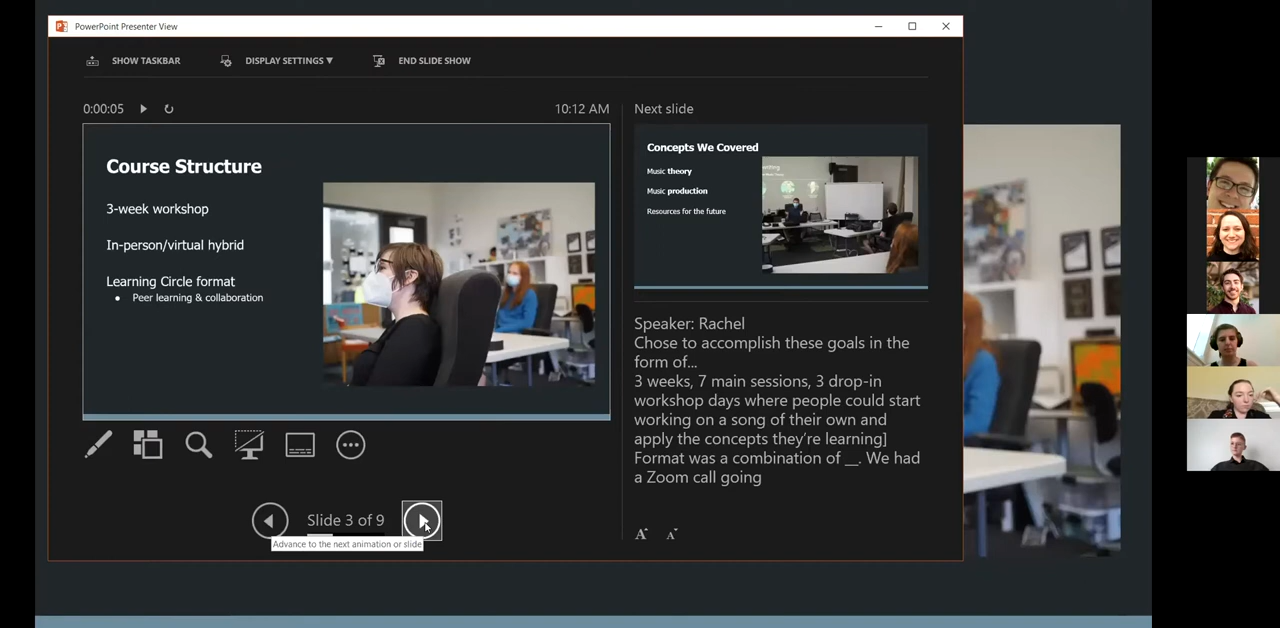 PowerPoint Presenter View
SHOW TASKBAR
DISPLAY SETTINGS ▼
END SLIDE SHOW
0:00:05
10:12 AM
Course Structure
3-week workshop
In-person/virtual hybrid
Learning Circle format
● Peer learning & collaboration
Slide 3 of 9
Advance to the next animation or slide
Next slide
Concepts We Covered
Music theory
Music production
Resources for the future
Speaker: Rachel
Chose to accomplish these goals in the
form of...
3 weeks, 7 main sessions, 3 drop-in
workshop days where people could start
working on a song of their own and
apply the concepts they're learning]
Format was a combination of __. We had
a Zoom call going
A
A